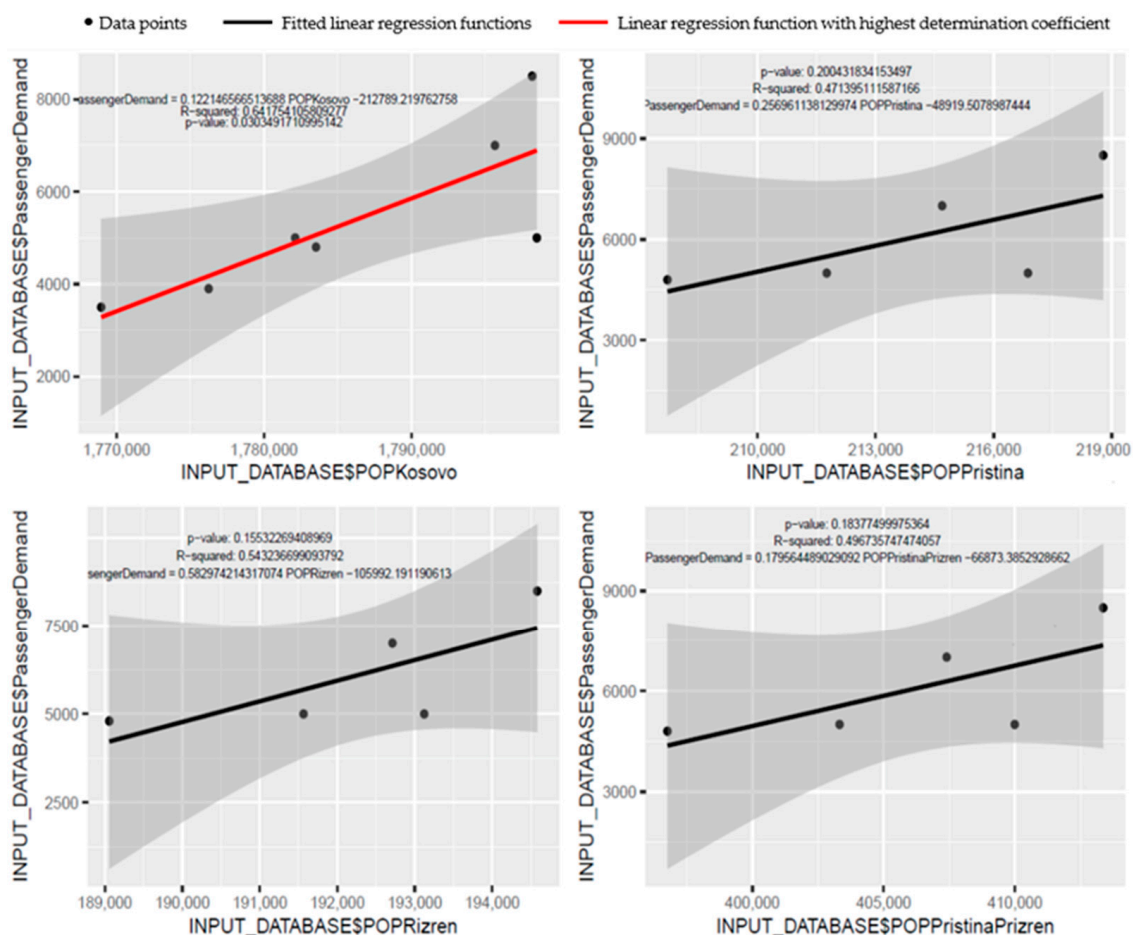 Data points
Fitted linear regression functions
Linear regression function with highest determination coefficient
INPUT_DATABASE$PassengerDemand
8000
6000
4000
2000
assengerDemand = 0.122146566513688 POPKosovo −212789.219762758
R−squared: 0.641754105809277
p−value: 0.0303491710995142
1,770,000
1,780,000
1,790,000
INPUT_DATABASE$POPKosovo
INPUT_DATABASE$PassengerDemand
9000
6000
3000
p−value: 0.200431834153497
R−squared: 0.471395111587166
PassengerDemand = 0.256961138129974 POPPristina −48919.5078987444
210,000
213,000
216,000
219,000
INPUT_DATABASE$POPPristina
INPUT_DATABASE$PassengerDemand
7500
5000
2500
p−value: 0.15532269408969
R−squared: 0.543236699093792
ssengerDemand = 0.582974214317074 POPRizren −105992.191190613
189,000
190,000
191,000
192,000
193,000
194,000
INPUT_DATABASE$POPRizren
INPUT_DATABASE$PassengerDemand
9000
6000
3000
p−value: 0.18377499975364
R−squared: 0.496735747474057
PassengerDemand = 0.179564489029092 POPPristinaPrizren −66873.3852928662
400,000
405,000
410,000
INPUT_DATABASE$POPPristinaPrizren